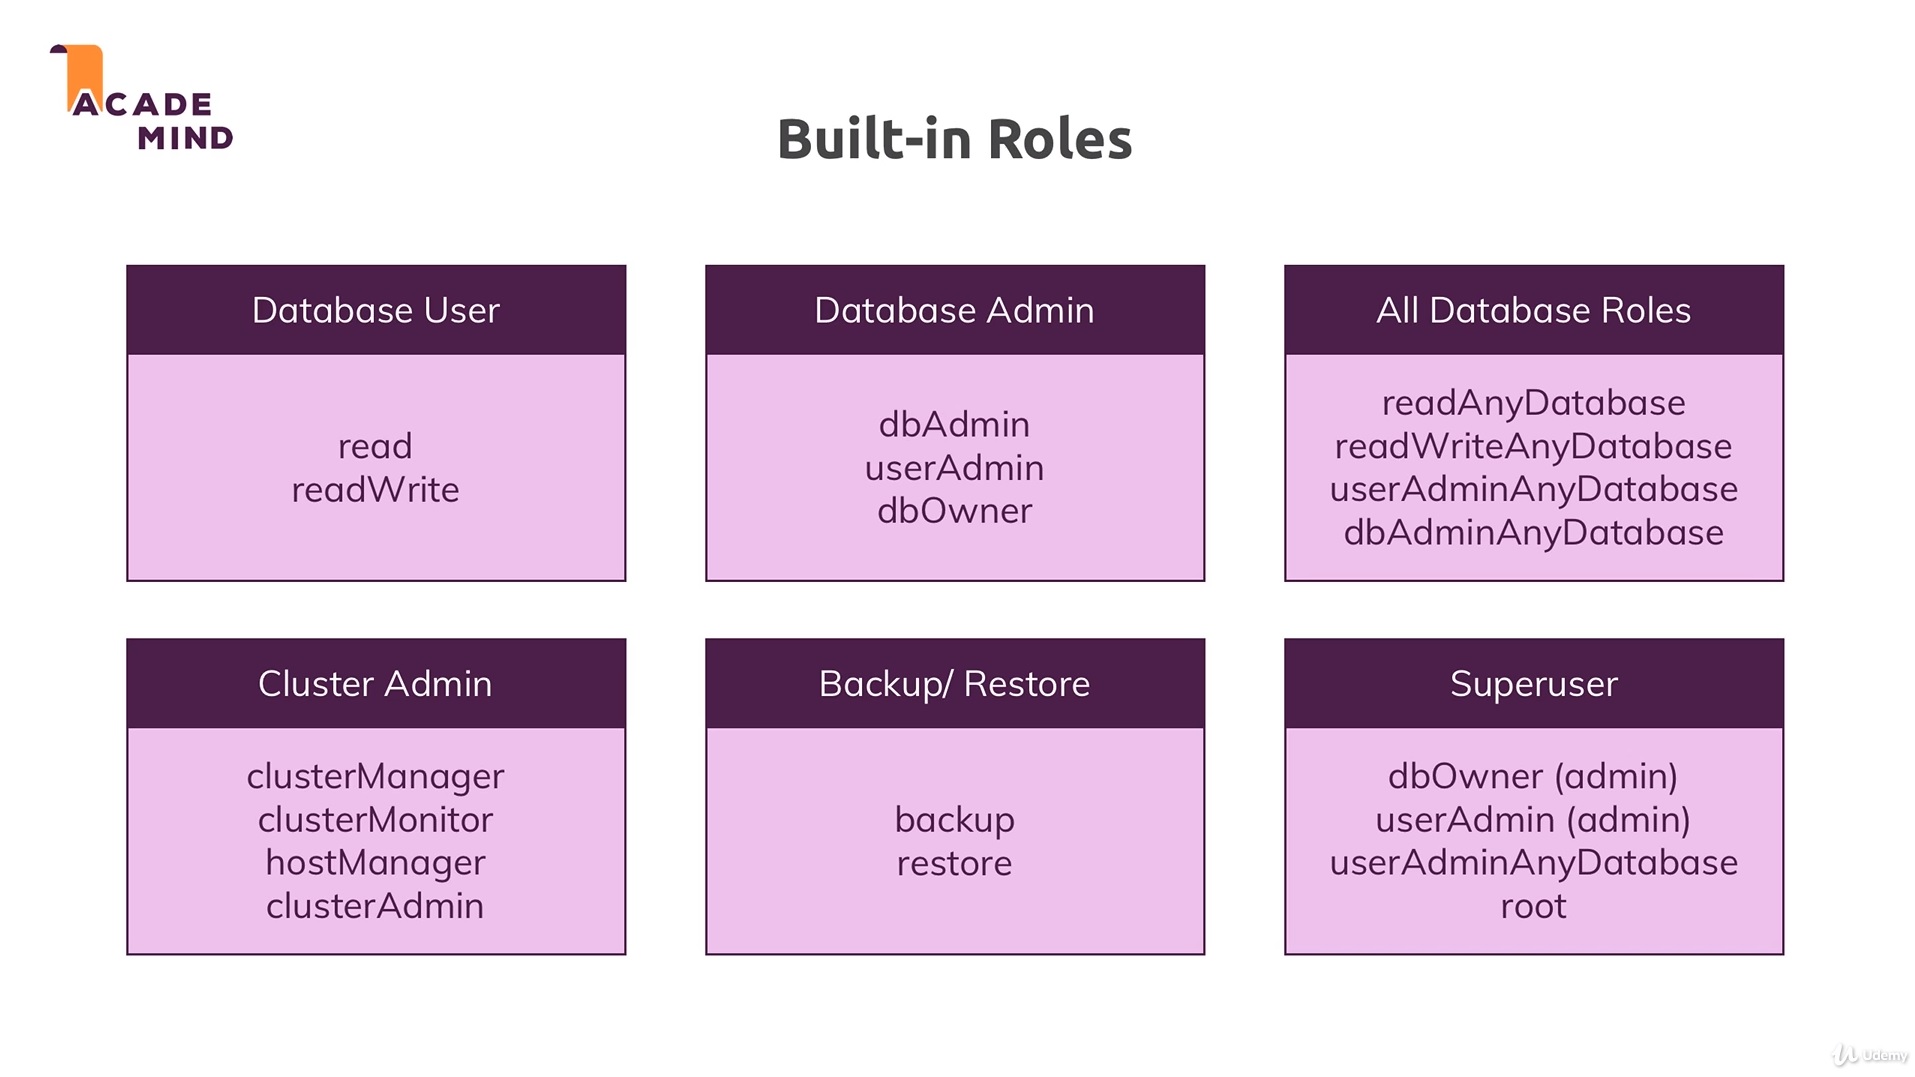 ACADE
MIND
Built-in Roles
Database User
read
readWrite
Database Admin
dbAdmin
userAdmin
dbOwner
All Database Roles
readAnyDatabase
readWriteAnyDatabase
userAdminAnyDatabase
dbAdminAnyDatabase
Cluster Admin
clusterManager
clusterMonitor
hostManager
clusterAdmin
Backup/ Restore
backup
restore
Superuser
dbOwner (admin)
userAdmin (admin)
userAdminAnyDatabase
root
Udemy